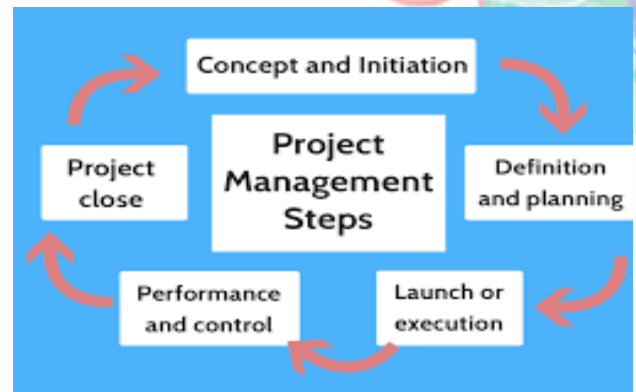 Concept and Initiation
Project
Management
Steps
Definition
and planning
Launch or
execution
Performance
and control
Project
close